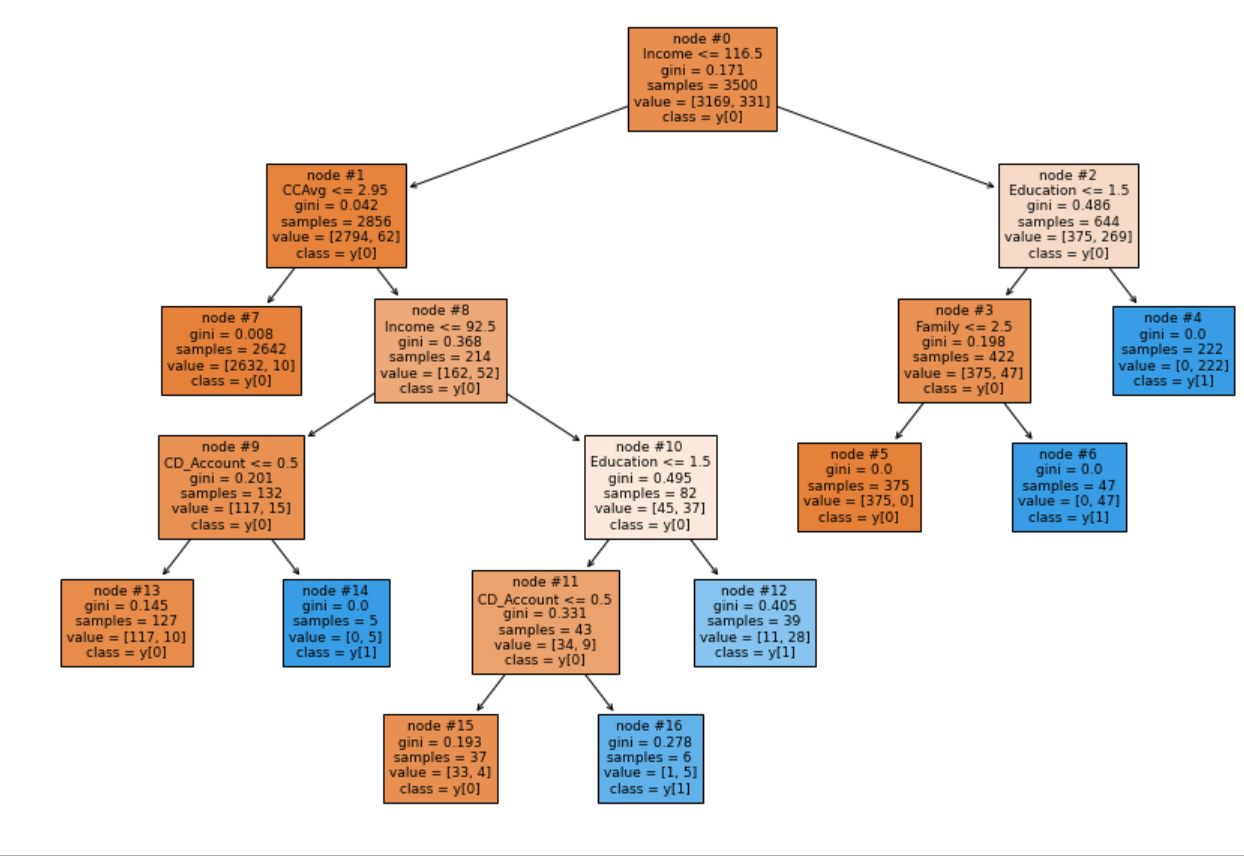 node #0
Income <= 116.5
gini = 0.171
samples = 3500
value = [3169, 331]
class = y[0]
node #1
CCAvg <= 2.95
gini = 0.042
samples = 2856
value = [2794, 62]
class = y[0]
node #2
Education <= 1.5
gini = 0.486
samples = 644
value = [375, 269]
class = y[0]
node #7
gini = 0.008
samples = 2642
value = [2632, 10]
class = y[0]
node #8
Income <= 92.5
gini = 0.368
samples = 214
value = [162, 52]
class = y[0]
node #3
Family <= 2.5
gini = 0.198
samples = 422
value = [375, 47]
class = y[0]
node #4
gini = 0.0
samples = 222
value = [0, 222]
class = y[1]
node #9
CD_Account <= 0.5
gini = 0.201
samples = 132
value = [117, 15]
class = y[0]
node #10
Education <= 1.5
gini = 0.495
samples = 82
value = [45, 37]
class = y[0]
node #5
gini = 0.0
samples = 375
value = [375, 0]
class = y[0]
node #6
gini = 0.0
samples = 47
value = [0, 47]
class = y[1]
node #13
gini = 0.145
samples = 127
value = [117, 10]
class = y[0]
node #14
gini = 0.0
samples = 5
value = [0, 5]
class = y[1]
node #11
CD_Account <= 0.5
gini = 0.331
samples = 43
value = [34, 9]
class = y[0]
node #12
gini = 0.405
samples = 39
value = [11, 28]
class = y[1]
node #15
gini = 0.193
samples = 37
value = [33, 4]
class = y[0]
node #16
gini = 0.278
samples = 6
value = [1, 5]
class = y[1]